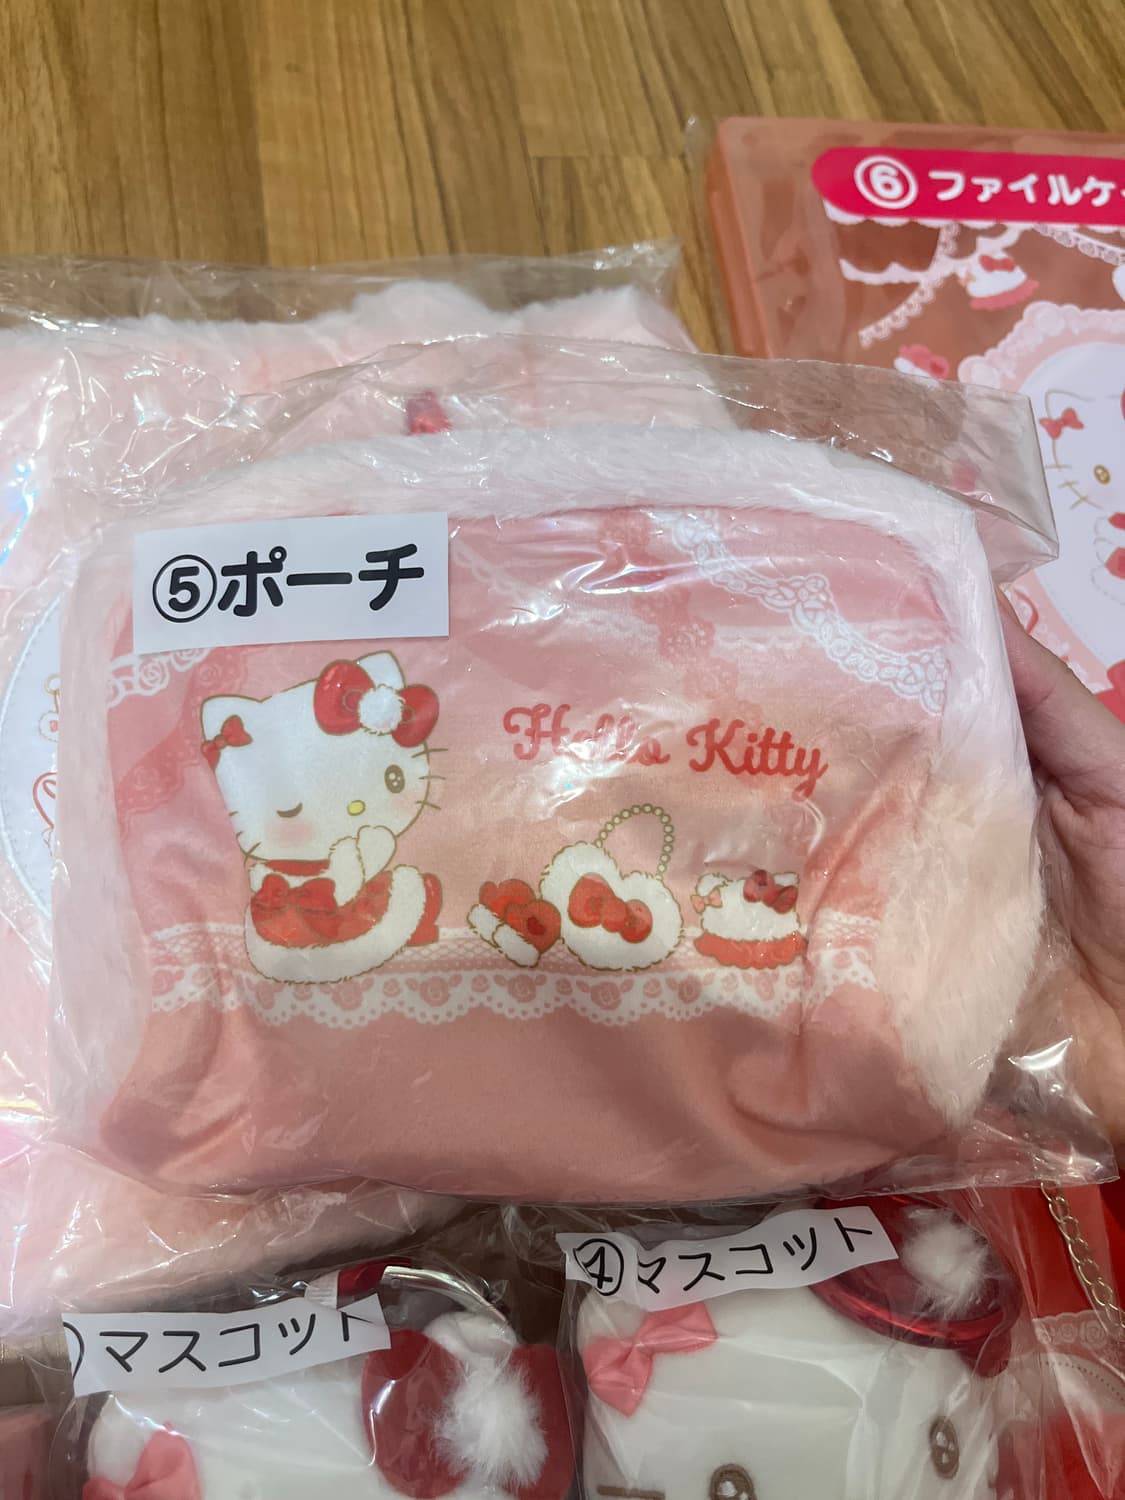 ⑥ファイルケ
⑤ポーチ
Hello Kitty
④マスコット
マスコット